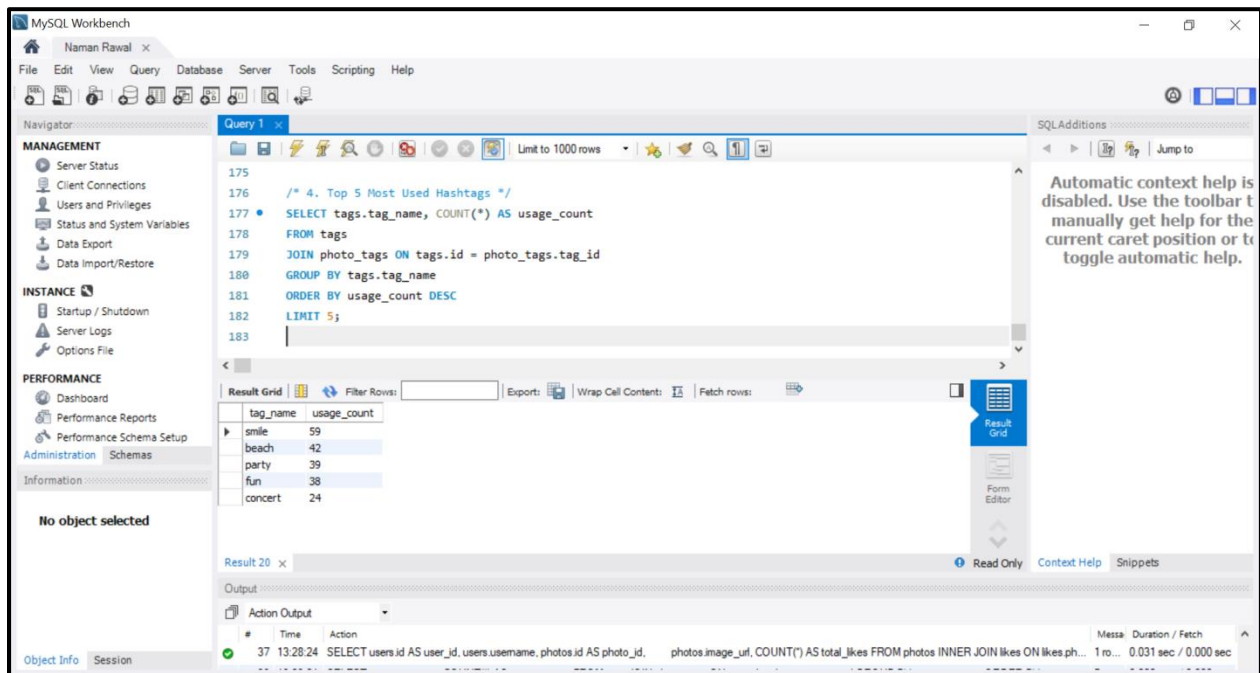 MySQL Workbench
Naman Rawal
File Edit View Query Database Server Tools Scripting Help
Navigator
MANAGEMENT
Server Status
Client Connections
Users and Privileges
Status and System Variables
Data Export
Data Import/Restore
INSTANCE
Startup / Shutdown
Server Logs
Options File
PERFORMANCE
Dashboard
Performance Reports
Performance Schema Setup
Administration Schemas
Information
No object selected
Object Info Session
Query 1
Limit to 1000 rows
175
176 /* 4. Top 5 Most Used Hashtags */
177 SELECT tags.tag_name, COUNT(*) AS usage_count
178 FROM tags
179 JOIN photo_tags ON tags.id = photo_tags.tag_id
180 GROUP BY tags.tag_name
181 ORDER BY usage_count DESC
182 LIMIT 5;
183
Result Grid Filter Rows: Export: Wrap Cell Content: Fetch rows:
tag_name usage_count
smile 59
beach 42
party 39
fun 38
concert 24
Result Grid
Form Editor
Result 20 Read Only
SQLAdditions
Jump to
Automatic context help is
disabled. Use the toolbar t
manually get help for the
current caret position or to
toggle automatic help.
Context Help Snippets
Output
Action Output
# Time Action Messa Duration / Fetch
37 13:28:24 SELECT users.id AS user_id, users.username, photos.id AS photo_id, photos.image_url, COUNT(*) AS total_likes FROM photos INNER JOIN likes ON likes.ph... 1 ro... 0.031 sec / 0.000 sec